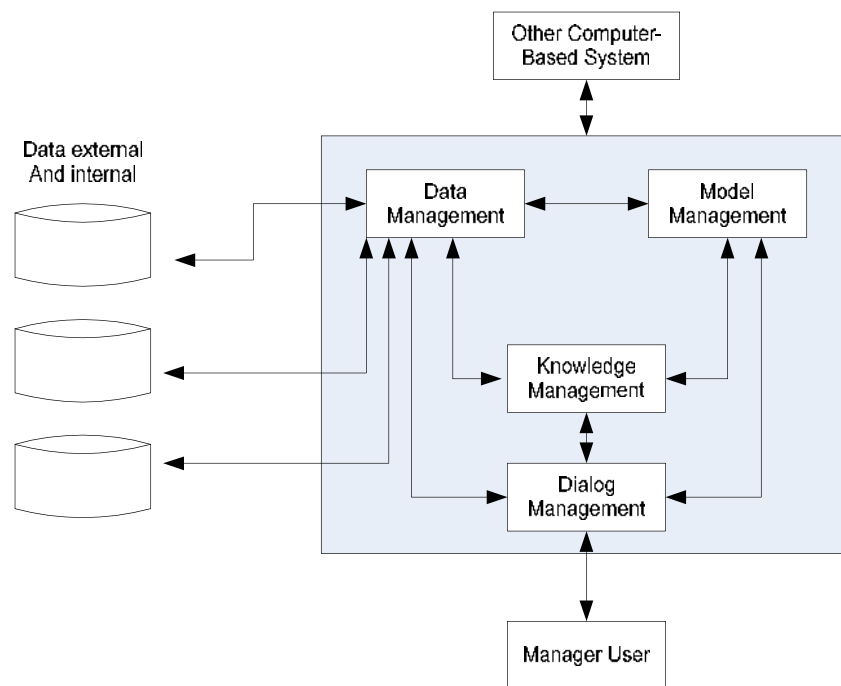 Other Computer-
Based System
Data external
And internal
Data
Management
Model
Management
Knowledge
Management
Dialog
Management
Manager User